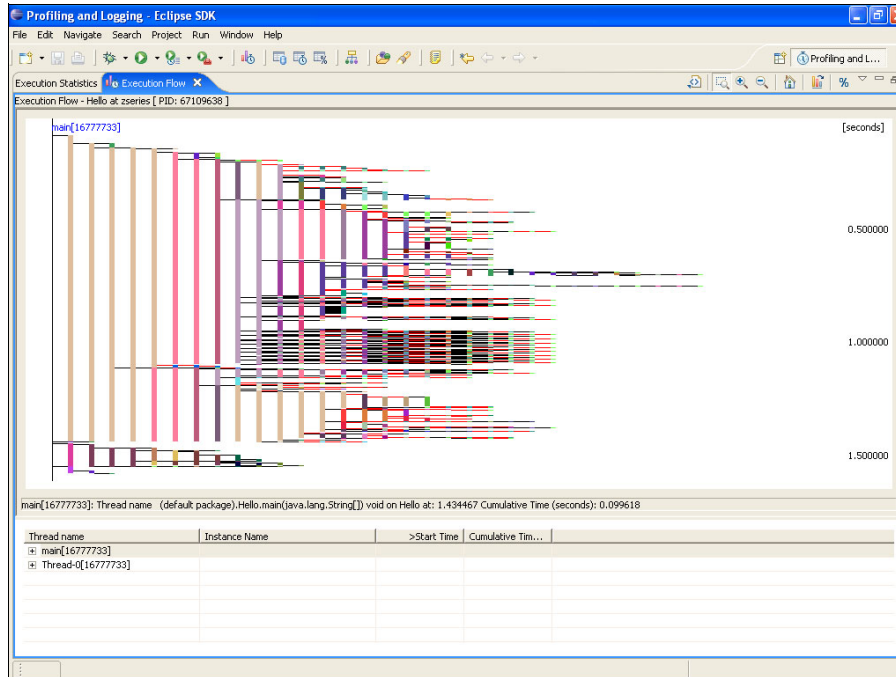 Profiling and Logging - Eclipse SDK
File Edit Navigate Search Project Run Window Help
Profiling and L...
Execution Statistics Execution Flow
Execution Flow - Hello at zseries [ PID: 67109638 ]
main[16777733] [seconds]
0.500000
1.000000
1.500000
main[16777733]: Thread name (default package).Hello.main(java.lang.String[]) void on Hello at: 1.434467 Cumulative Time (seconds): 0.099618
Thread name Instance Name >Start Time Cumulative Tim...
main[16777733]
Thread-0[16777733]